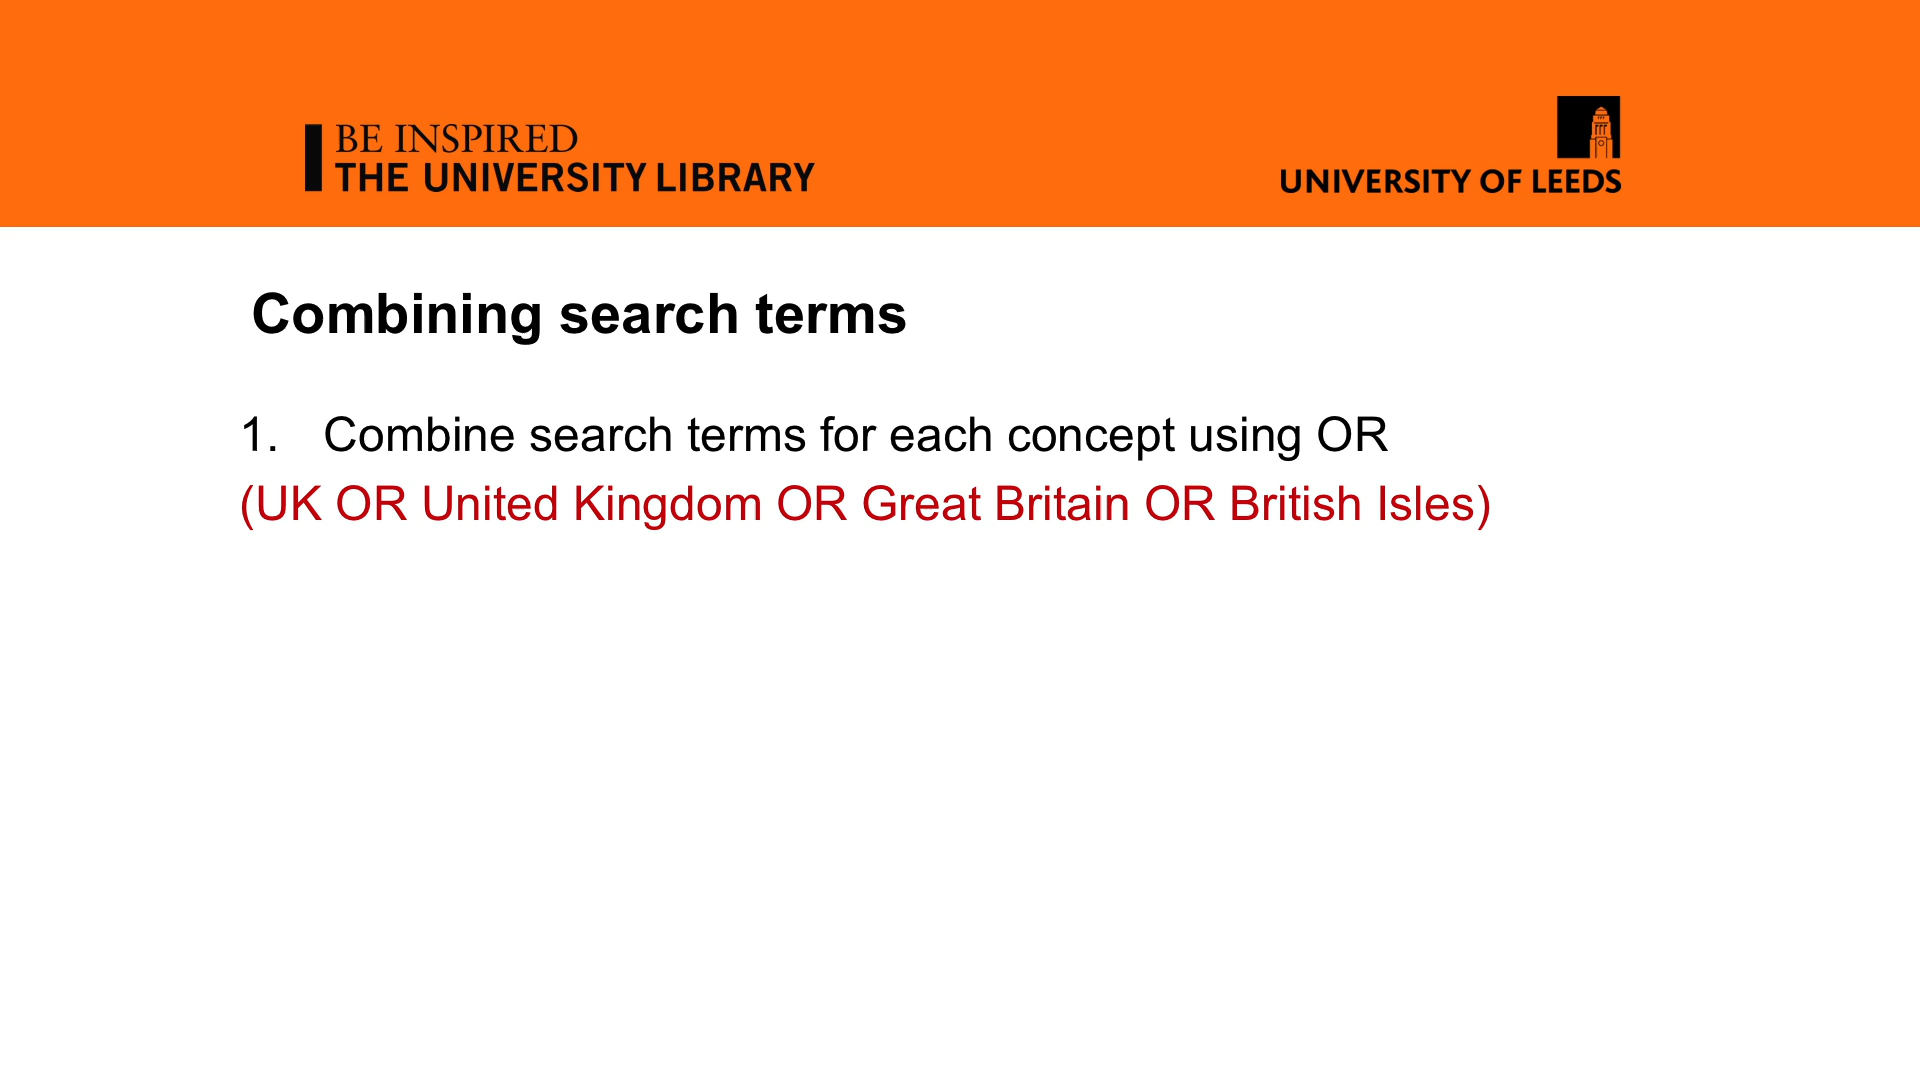 BE INSPIRED
THE UNIVERSITY LIBRARY
UNIVERSITY OF LEEDS
Combining search terms
1. Combine search terms for each concept using OR
(UK OR United Kingdom OR Great Britain OR British Isles)